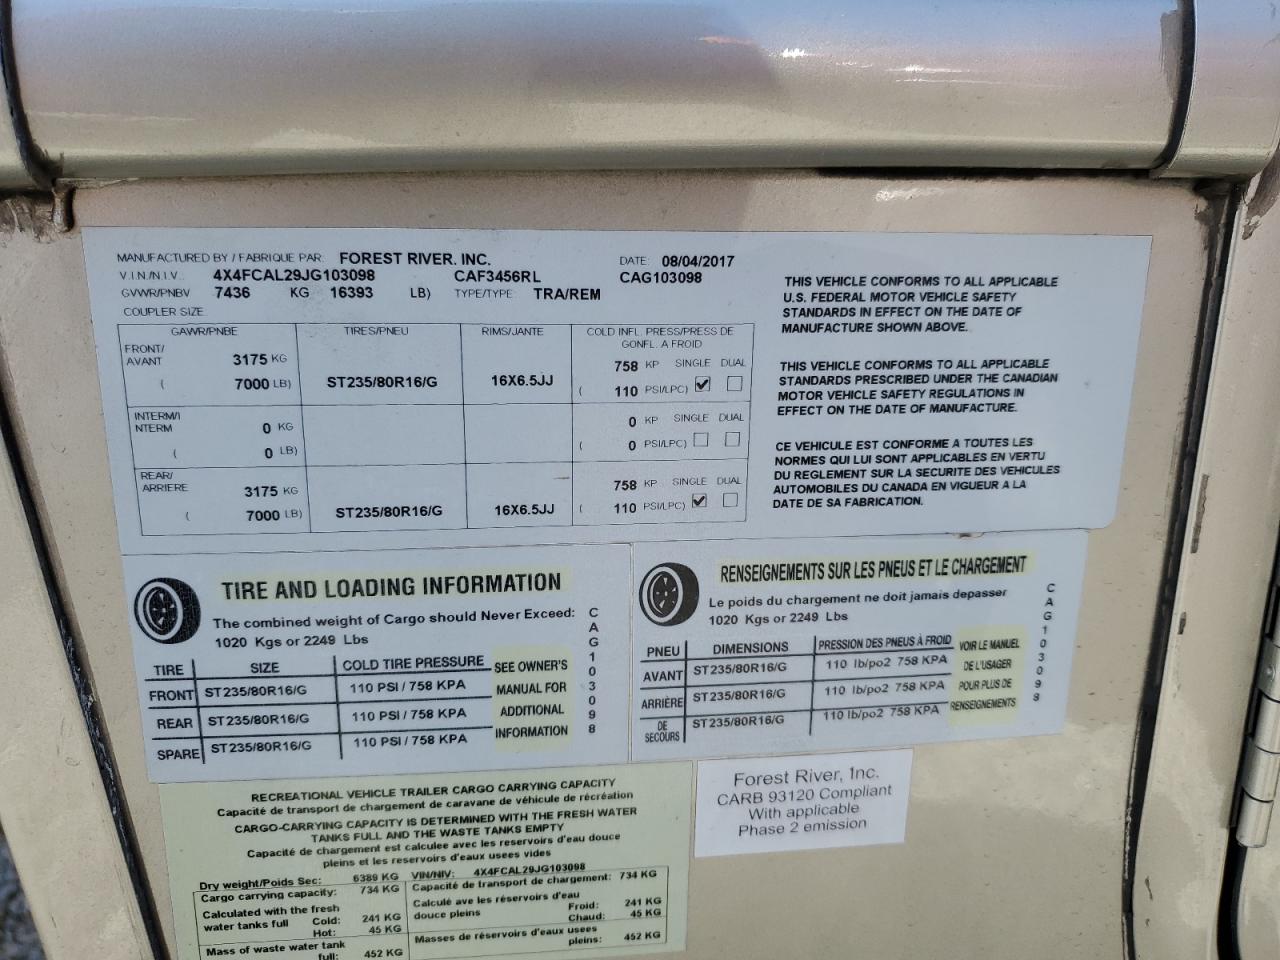 MANUFACTURED BY / FABRIQUE PAR: FOREST RIVER, INC. DATE: 08/04/2017
V.I.N./N.I.V. 4X4FCAL29JG103098 CAF3456RL CAG103098
GVWR/PNBV 7436 KG 16393 LB) TYPE/TYPE: TRA/REM
COUPLER SIZE
GAWR/PNBE TIRES/PNEU RIMS/JANTE COLD INFL. PRESS/PRESS DE
GONFL. A FROID
FRONT/
AVANT 3175 KG 758 KP SINGLE DUAL
( 7000 LB) ST235/80R16/G 16X6.5JJ ( 110 PSI/LPC) ✓
INTERM/I
NTERM 0 KG 0 KP SINGLE DUAL
( 0 LB) ( 0 PSI/LPC)
REAR/
ARRIERE 3175 KG 758 KP SINGLE DUAL
( 7000 LB) ST235/80R16/G 16X6.5JJ ( 110 PSI/LPC) ✓
THIS VEHICLE CONFORMS TO ALL APPLICABLE
U.S. FEDERAL MOTOR VEHICLE SAFETY
STANDARDS IN EFFECT ON THE DATE OF
MANUFACTURE SHOWN ABOVE.
THIS VEHICLE CONFORMS TO ALL APPLICABLE
STANDARDS PRESCRIBED UNDER THE CANADIAN
MOTOR VEHICLE SAFETY REGULATIONS IN
EFFECT ON THE DATE OF MANUFACTURE.
CE VEHICULE EST CONFORME A TOUTES LES
NORMES QUI LUI SONT APPLICABLES EN VERTU
DU REGLEMENT SUR LA SECURITE DES VEHICULES
AUTOMOBILES DU CANADA EN VIGUEUR A LA
DATE DE SA FABRICATION.
TIRE AND LOADING INFORMATION
The combined weight of Cargo should Never Exceed:
1020 Kgs or 2249 Lbs
TIRE SIZE COLD TIRE PRESSURE SEE OWNER'S
FRONT ST235/80R16/G 110 PSI / 758 KPA MANUAL FOR
REAR ST235/80R16/G 110 PSI / 758 KPA ADDITIONAL
SPARE ST235/80R16/G 110 PSI / 758 KPA INFORMATION
CAG103098
RENSEIGNEMENTS SUR LES PNEUS ET LE CHARGEMENT
Le poids du chargement ne doit jamais depasser
1020 Kgs or 2249 Lbs
PNEU DIMENSIONS PRESSION DES PNEUS À FROID VOIR LE MANUEL
AVANT ST235/80R16/G 110 lb/po2 758 KPA DE L'USAGER
ARRIÈRE ST235/80R16/G 110 lb/po2 758 KPA POUR PLUS DE
DE
SECOURS ST235/80R16/G 110 lb/po2 758 KPA RENSEIGNEMENTS
CAG103098
RECREATIONAL VEHICLE TRAILER CARGO CARRYING CAPACITY
Capacité de transport de chargement de caravane de véhicule de récréation
CARGO-CARRYING CAPACITY IS DETERMINED WITH THE FRESH WATER
TANKS FULL AND THE WASTE TANKS EMPTY
Capacité de chargement est calculee avec les reservoirs d'eau douce
pleins et les reservoirs d'eaux usees vides
Dry weight/Poids Sec: 6389 KG VIN/NIV: 4X4FCAL29JG103098
Cargo carrying capacity: 734 KG Capacité de transport de chargement: 734 KG
Calculated with the fresh Calculé avec les réservoirs d'eau
water tanks full Cold: 241 KG douce pleins Froid: 241 KG
Hot: 45 KG Chaud: 45 KG
Mass of waste water tank Masses de réservoirs d'eaux usees
full: 452 KG pleins: 452 KG
Forest River, Inc.
CARB 93120 Compliant
With applicable
Phase 2 emission